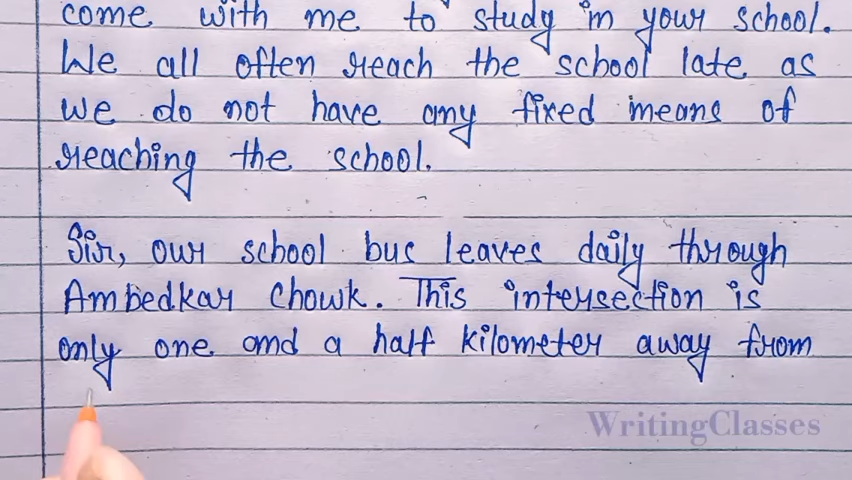 come with me to study in your school.
We all often reach the school late as
we do not have any fixed means of
reaching the school.
Sir, our school bus leaves daily through
Ambedkar Chowk. This intersection is
only one and a half kilometer away from
WritingClasses